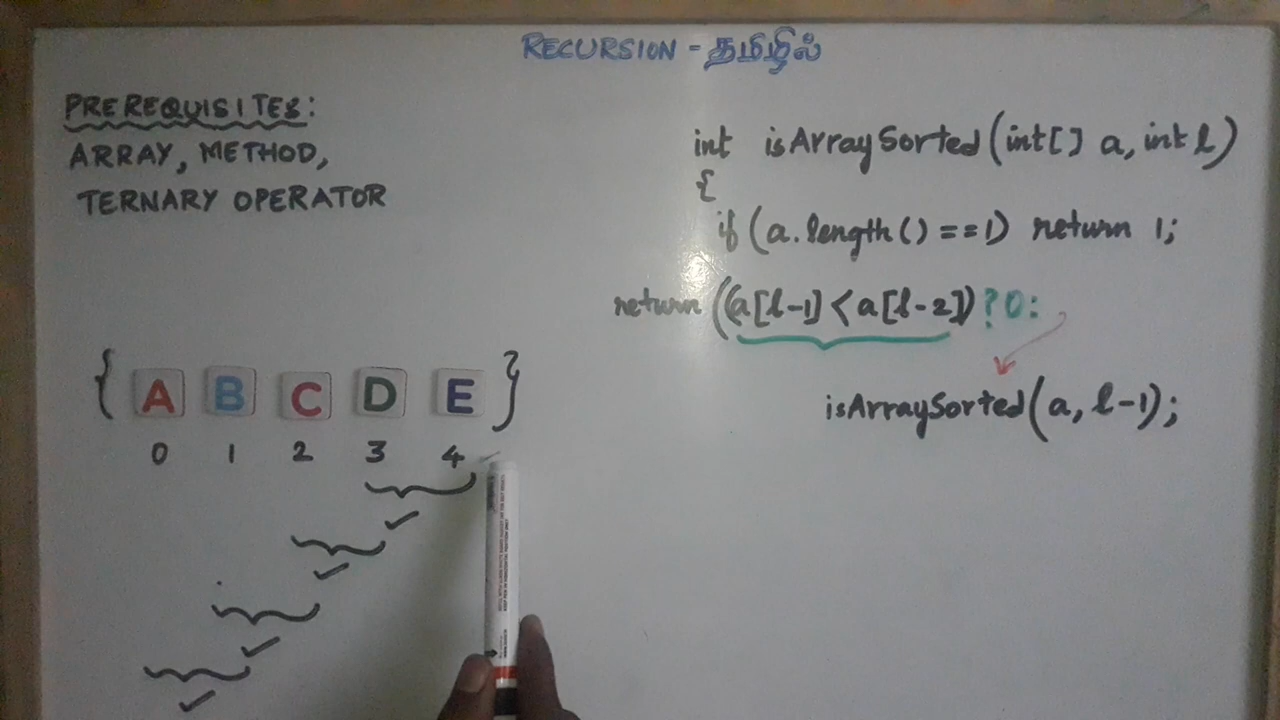 RECURSION - தமிழில்
PREREQUISITES:
ARRAY, METHOD,
TERNARY OPERATOR
int isArraySorted(int[] a, int l)
{
if (a.length() == 1) return 1;
return ((a[l-1] < a[l-2]) ? 0:
isArraySorted(a, l-1);
{ A B C D E }
0 1 2 3 4